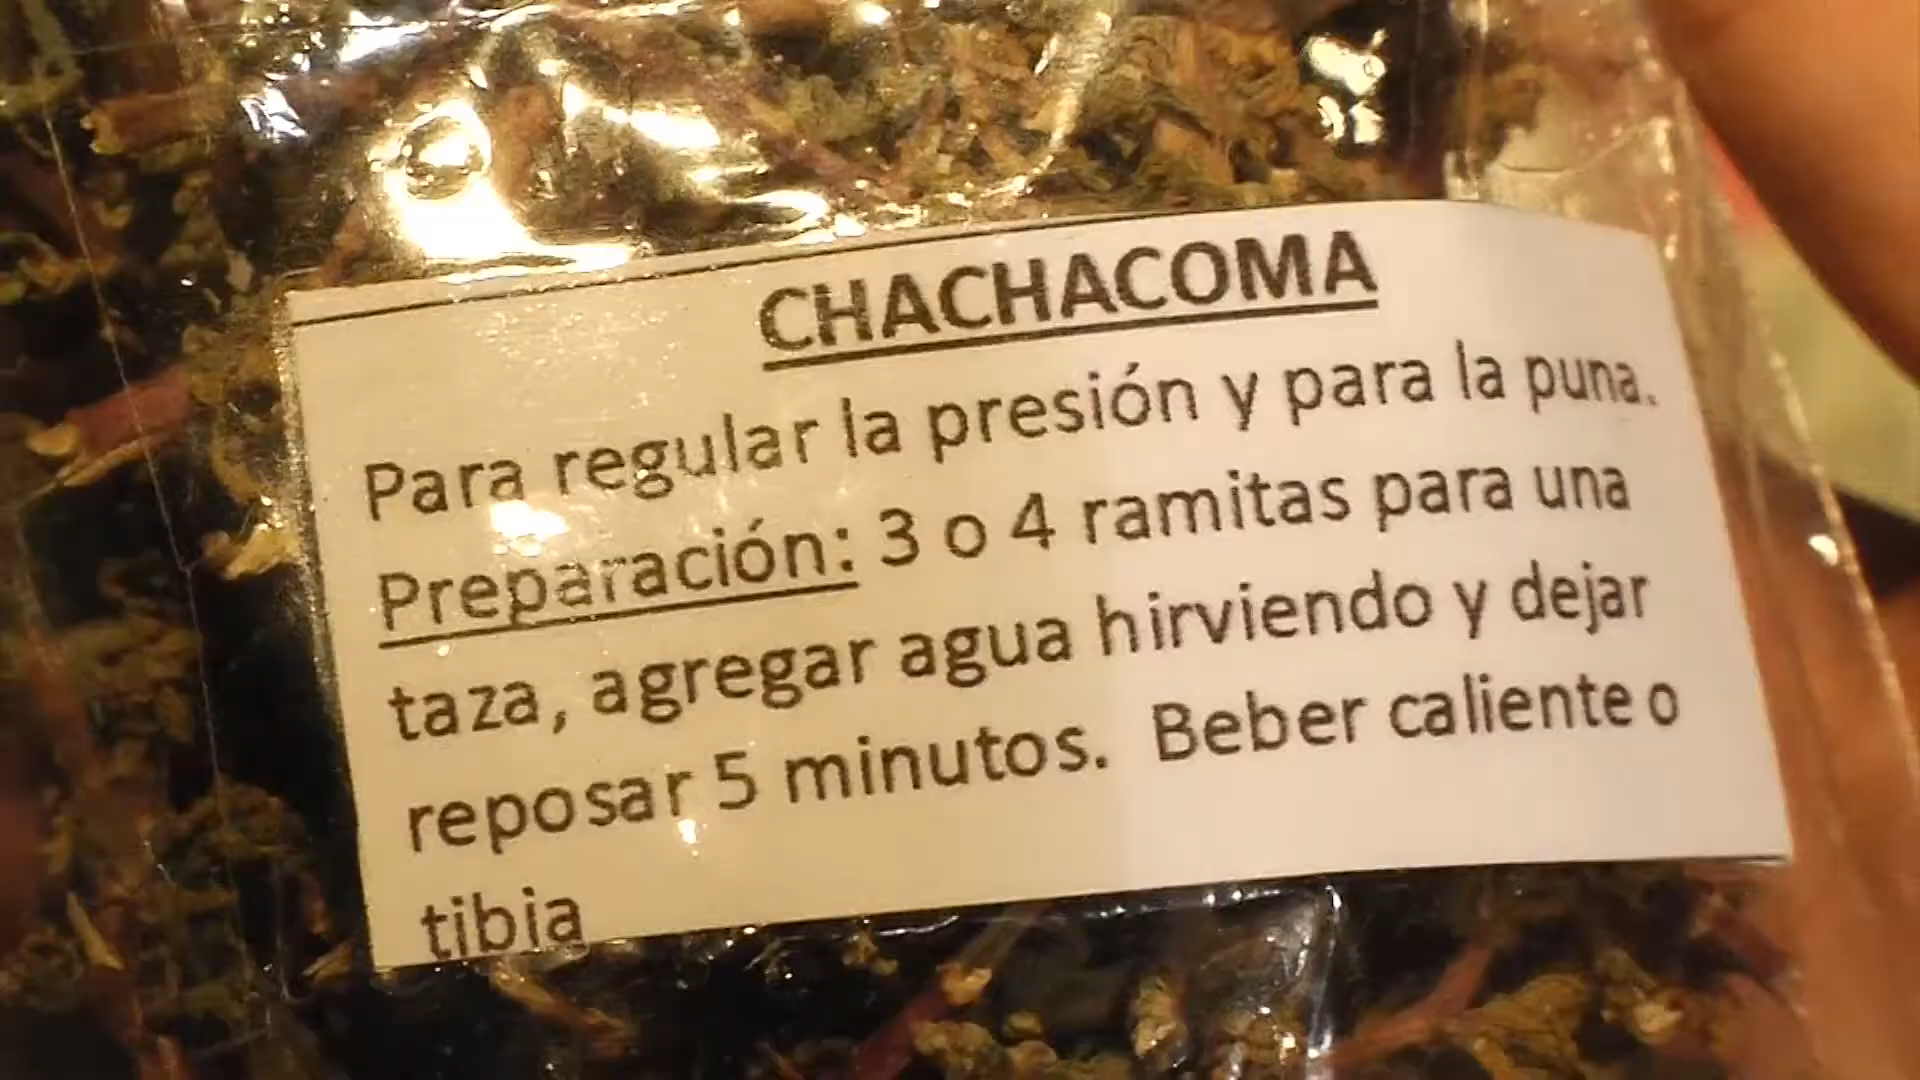 CHACHACOMA
Para regular la presión y para la puna.
Preparación: 3 o 4 ramitas para una
taza, agregar agua hirviendo y dejar
reposar 5 minutos. Beber caliente o
tibia